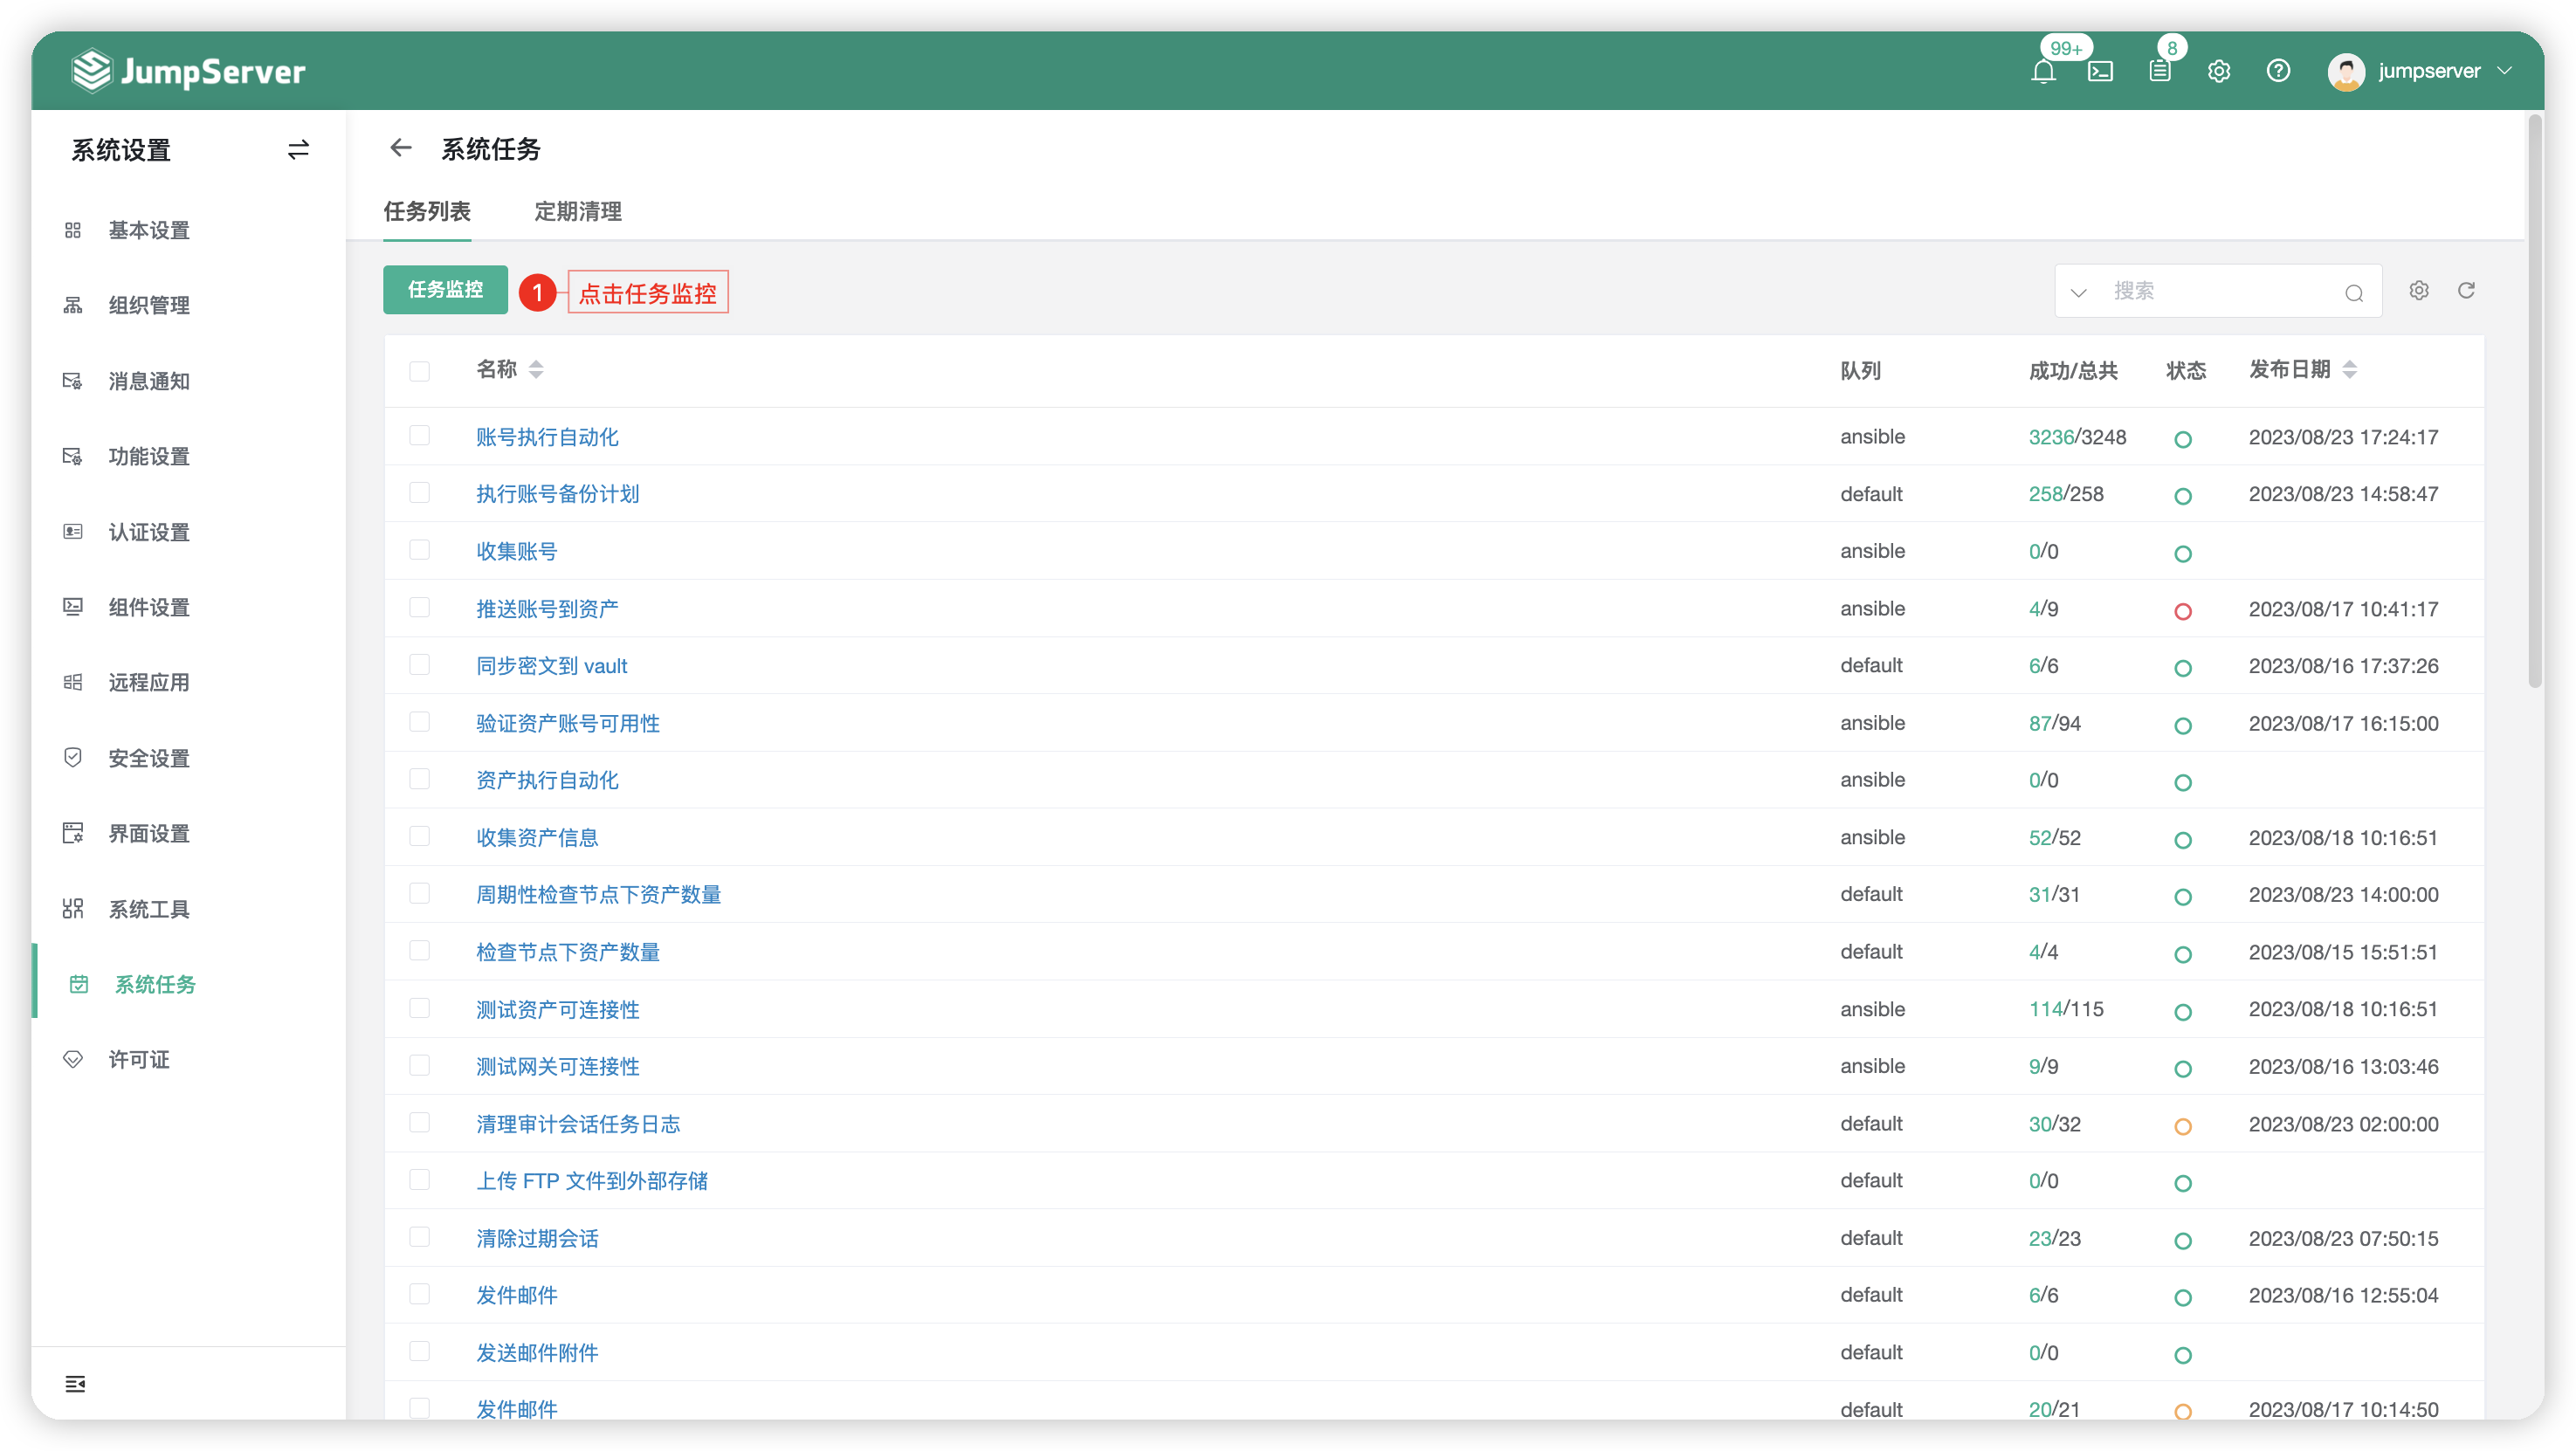 JumpServer
99+
8
jumpserver
系统设置
基本设置
组织管理
消息通知
功能设置
认证设置
组件设置
远程应用
安全设置
界面设置
系统工具
系统任务
许可证
系统任务
任务列表 定期清理
任务监控 1 点击任务监控 搜索
名称 队列 成功/总共 状态 发布日期
账号执行自动化 ansible 3236/3248 2023/08/23 17:24:17
执行账号备份计划 default 258/258 2023/08/23 14:58:47
收集账号 ansible 0/0
推送账号到资产 ansible 4/9 2023/08/17 10:41:17
同步密文到 vault default 6/6 2023/08/16 17:37:26
验证资产账号可用性 ansible 87/94 2023/08/17 16:15:00
资产执行自动化 ansible 0/0
收集资产信息 ansible 52/52 2023/08/18 10:16:51
周期性检查节点下资产数量 default 31/31 2023/08/23 14:00:00
检查节点下资产数量 default 4/4 2023/08/15 15:51:51
测试资产可连接性 ansible 114/115 2023/08/18 10:16:51
测试网关可连接性 ansible 9/9 2023/08/16 13:03:46
清理审计会话任务日志 default 30/32 2023/08/23 02:00:00
上传 FTP 文件到外部存储 default 0/0
清除过期会话 default 23/23 2023/08/23 07:50:15
发件邮件 default 6/6 2023/08/16 12:55:04
发送邮件附件 default 0/0
发件邮件 default 20/21 2023/08/17 10:14:50